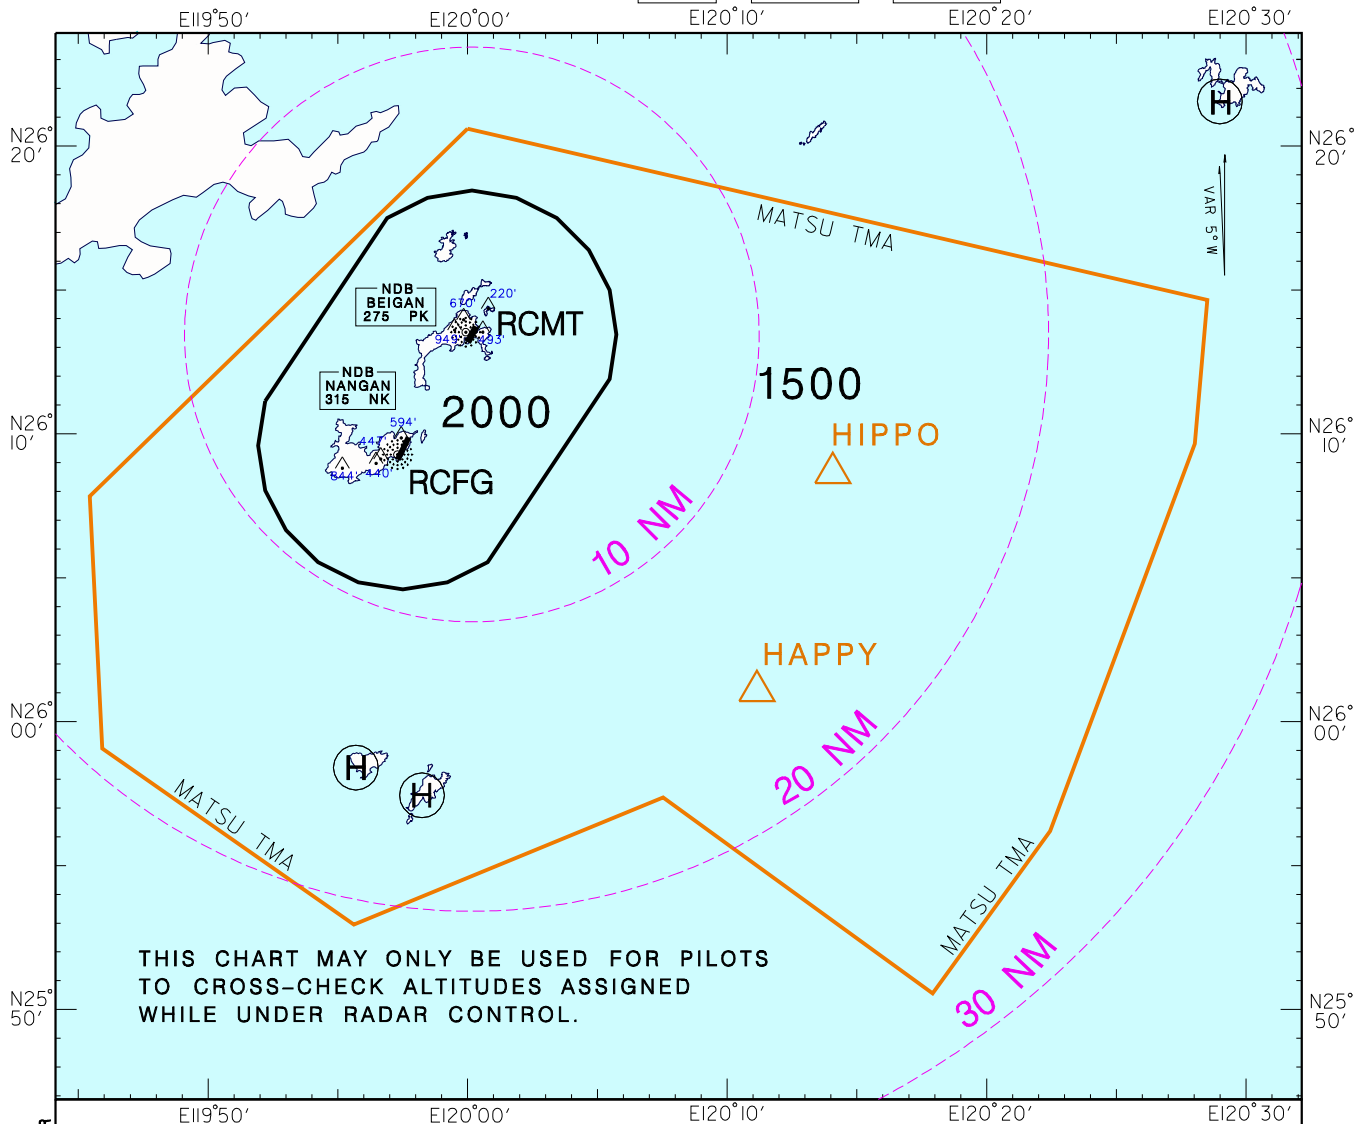 E119°50′ E120°00′ E120°10′ E120°20′ E120°30′
N26° N26°
20′ 20′
VAR 5° W
MATSU TMA
NDB
BEIGAN
275 PK
220'
670'
RCMT
949' 493'
NDB
NANGAN
315 NK
1500
2000
594'
N26° N26°
10′ 10′
HIPPO
447'
440'
RCFG
10 NM
HAPPY
N26° N26°
00′ 00′
20 NM
H
H
H
MATSU TMA
MATSU TMA
30 NM
THIS CHART MAY ONLY BE USED FOR PILOTS
TO CROSS–CHECK ALTITUDES ASSIGNED
WHILE UNDER RADAR CONTROL.
N25° N25°
50′ 50′
E119°50′ E120°00′ E120°10′ E120°20′ E120°30′